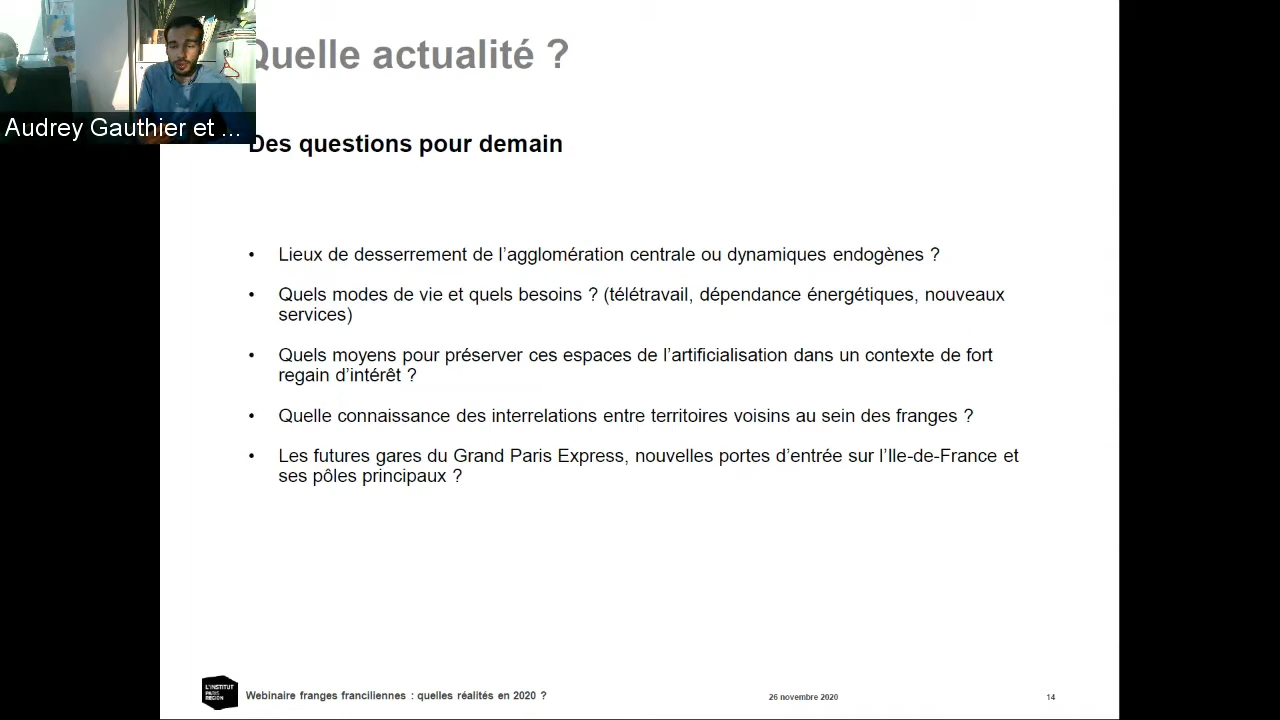 Quelle actualité ?
Audrey Gauthier et ...
Des questions pour demain
• Lieux de desserrement de l'agglomération centrale ou dynamiques endogènes ?
• Quels modes de vie et quels besoins ? (télétravail, dépendance énergétiques, nouveaux
services)
• Quels moyens pour préserver ces espaces de l'artificialisation dans un contexte de fort
regain d'intérêt ?
• Quelle connaissance des interrelations entre territoires voisins au sein des franges ?
• Les futures gares du Grand Paris Express, nouvelles portes d'entrée sur l'Ile-de-France et
ses pôles principaux ?
L'INSTITUT
PARIS
REGION
Webinaire franges franciliennes : quelles réalités en 2020 ?
26 novembre 2020
14